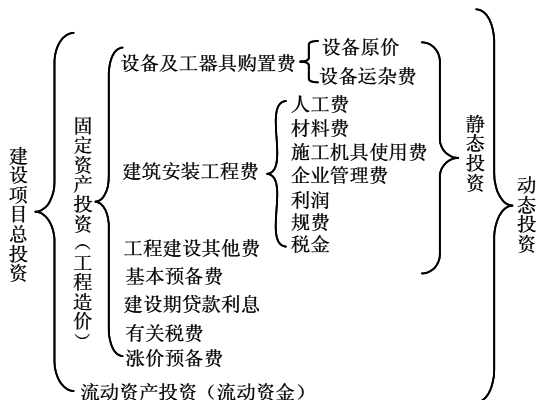 建设项目总投资
固定资产投资（工程造价）
设备及工器具购置费
设备原价
设备运杂费
建筑安装工程费
人工费
材料费
施工机具使用费
企业管理费
利润
规费
税金
工程建设其他费
基本预备费
建设期贷款利息
有关税费
涨价预备费
流动资产投资（流动资金）
静态投资
动态投资